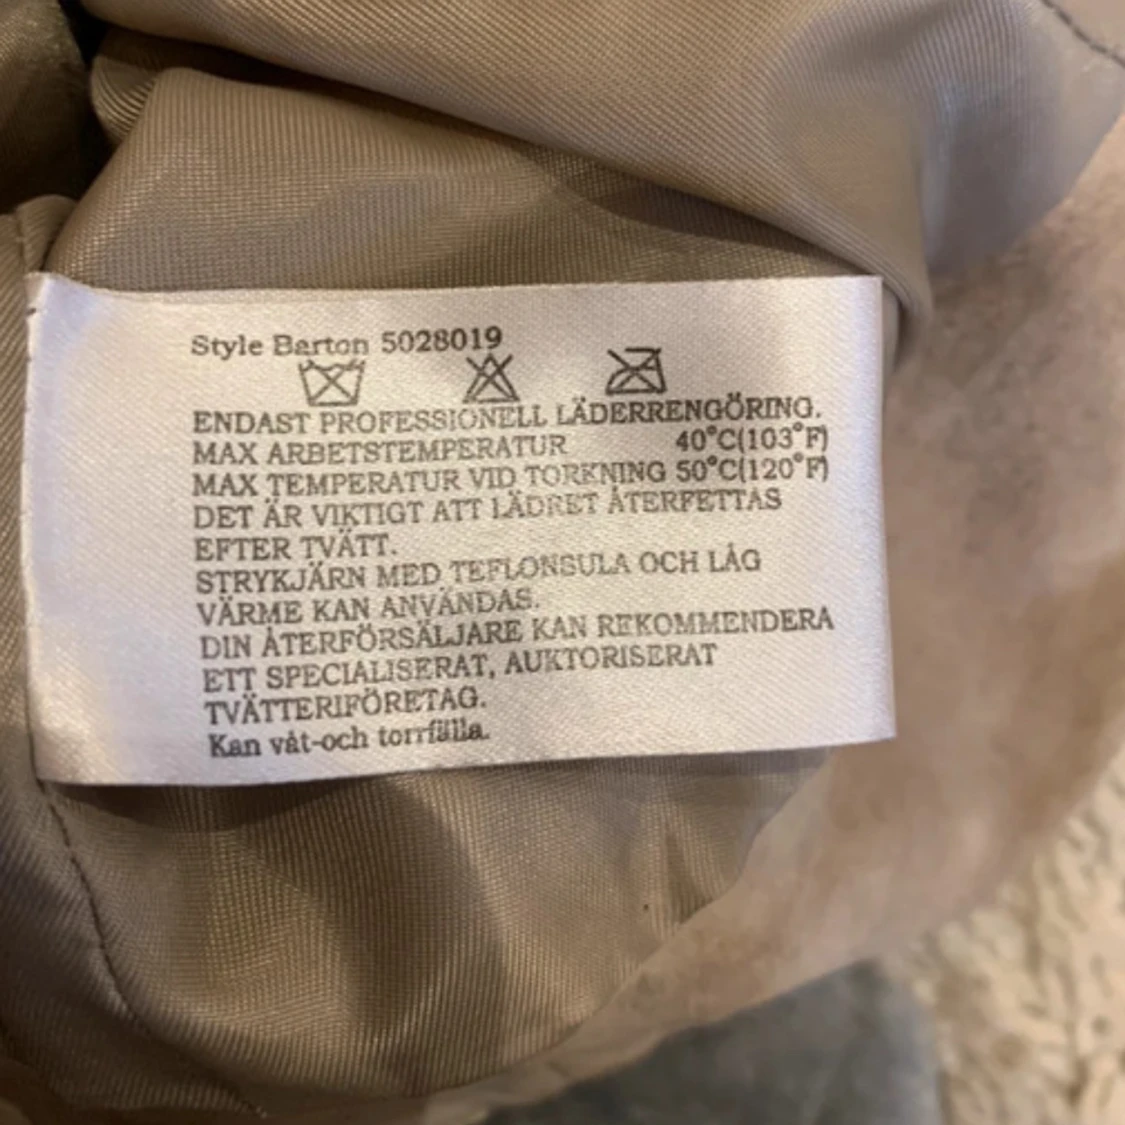 Style Barton 5028019
ENDAST PROFESSIONELL LÄDERRENGÖRING.
MAX ARBETSTEMPERATUR 40°C(103°F)
MAX TEMPERATUR VID TORKNING 50°C(120°F)
DET ÄR VIKTIGT ATT LÄDRET ÅTERFETTAS
EFTER TVÄTT.
STRYKJÄRN MED TEFLONSULA OCH LÅG
VÄRME KAN ANVÄNDAS.
DIN ÅTERFÖRSÄLJARE KAN REKOMMENDERA
ETT SPECIALISERAT, AUKTORISERAT
TVÄTTERIFÖRETAG.
Kan våt-och torrfälla.